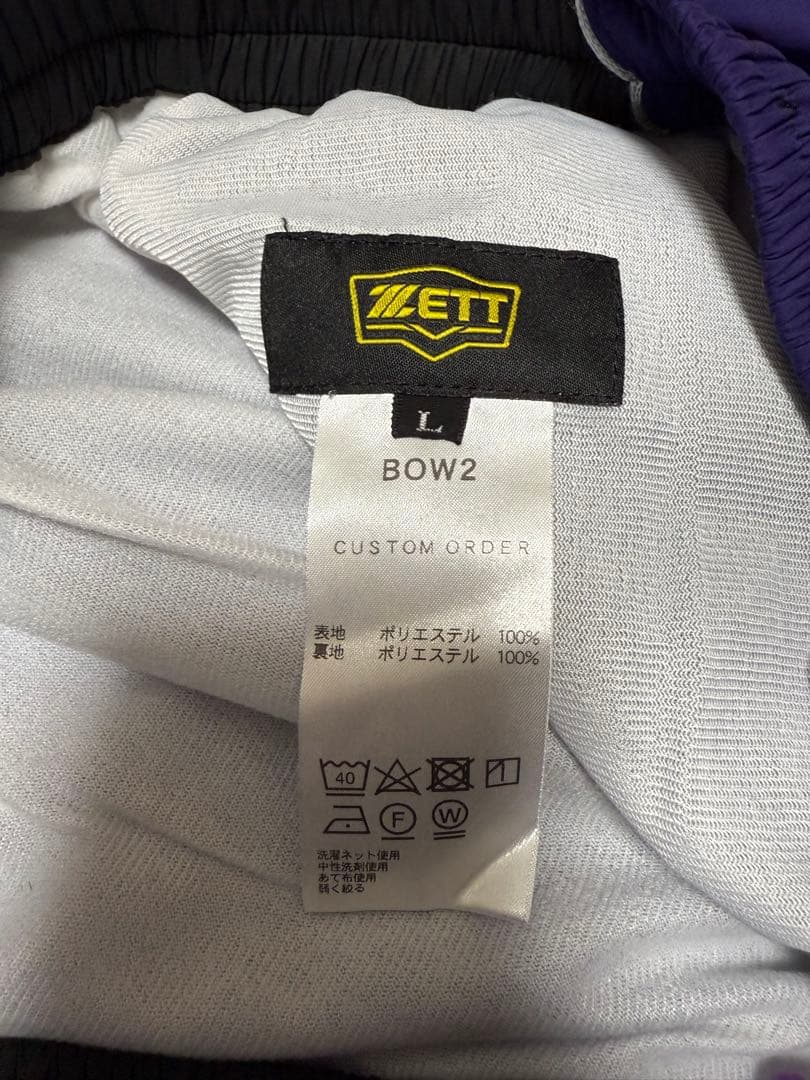 ZETT
L
BOW2
CUSTOM ORDER
表地 ポリエステル 100%
裏地 ポリエステル 100%
40
1
F W
洗濯ネット使用
中性洗剤使用
あて布使用
弱く絞る